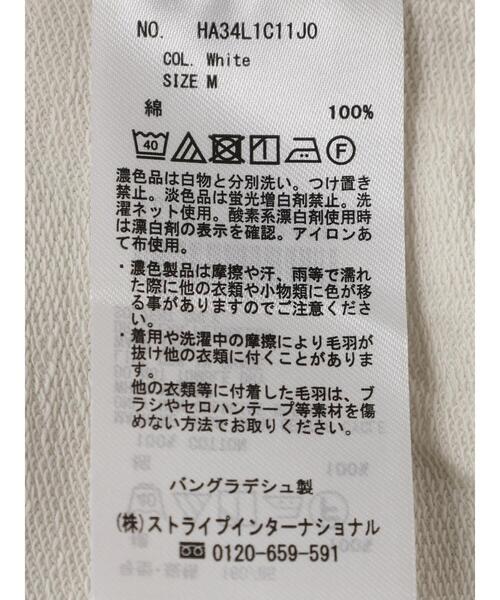 NO. HA34L1C11J0
COL. White
SIZE M
綿 100%
40 F
濃色品は白物と分別洗い。つけ置き
禁止。淡色品は蛍光増白剤禁止。洗
濯ネット使用。酸素系漂白剤使用時
は漂白剤の表示を確認。アイロンあ
て布使用。
・濃色製品は摩擦や汗、雨等で濡れ
た際に他の衣類や小物類に色が移
る事がありますのでご注意くださ
い。
・着用や洗濯中の摩擦により毛羽が
抜け他の衣類に付くことがありま
す。
他の衣類等に付着した毛羽は、ブ
ラシやセロハンテープ等素材を傷
めない方法でお取りください。
バングラデシュ製
(株)ストライプインターナショナル
0120-659-591